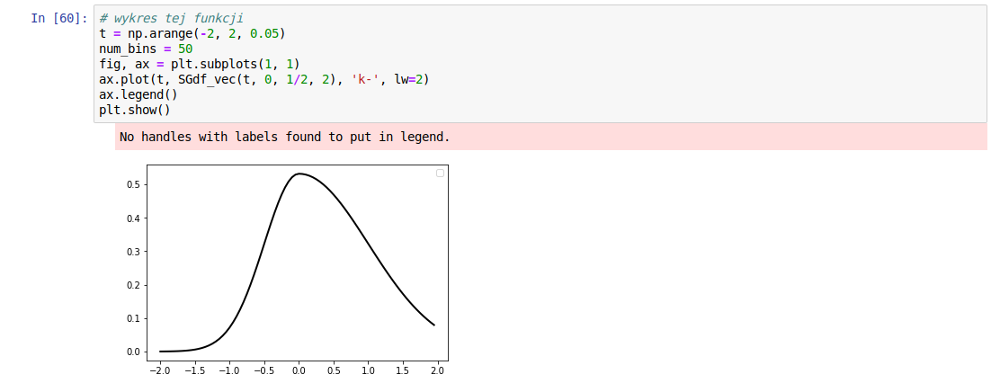 In [60]: # wykres tej funkcji
t = np.arange(-2, 2, 0.05)
num_bins = 50
fig, ax = plt.subplots(1, 1)
ax.plot(t, SGdf_vec(t, 0, 1/2, 2), 'k-', lw=2)
ax.legend()
plt.show()
No handles with labels found to put in legend.
0.5
0.4
0.3
0.2
0.1
0.0
−2.0 −1.5 −1.0 −0.5 0.0 0.5 1.0 1.5 2.0